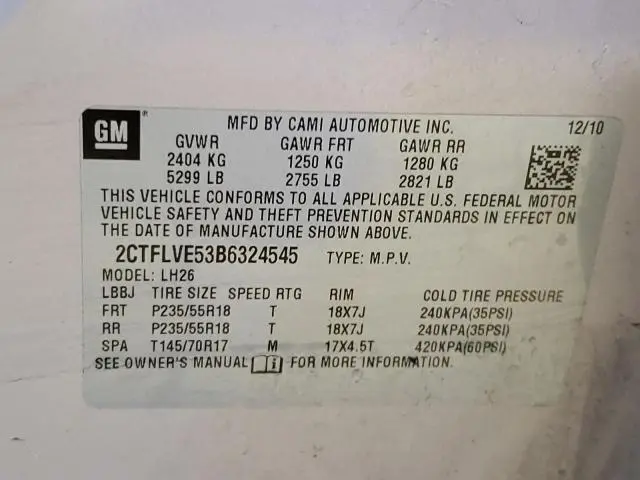 GM ®
MFD BY CAMI AUTOMOTIVE INC. 12/10
GVWR GAWR FRT GAWR RR
2404 KG 1250 KG 1280 KG
5299 LB 2755 LB 2821 LB
THIS VEHICLE CONFORMS TO ALL APPLICABLE U.S. FEDERAL MOTOR
VEHICLE SAFETY AND THEFT PREVENTION STANDARDS IN EFFECT ON
THE DATE OF MANUFACTURE SHOWN ABOVE.
2CTFLVE53B6324545 TYPE: M.P.V.
MODEL: LH26
LBBJ TIRE SIZE SPEED RTG RIM COLD TIRE PRESSURE
FRT P235/55R18 T 18X7J 240KPA(35PSI)
RR P235/55R18 T 18X7J 240KPA(35PSI)
SPA T145/70R17 M 17X4.5T 420KPA(60PSI)
SEE OWNER'S MANUAL i FOR MORE INFORMATION.